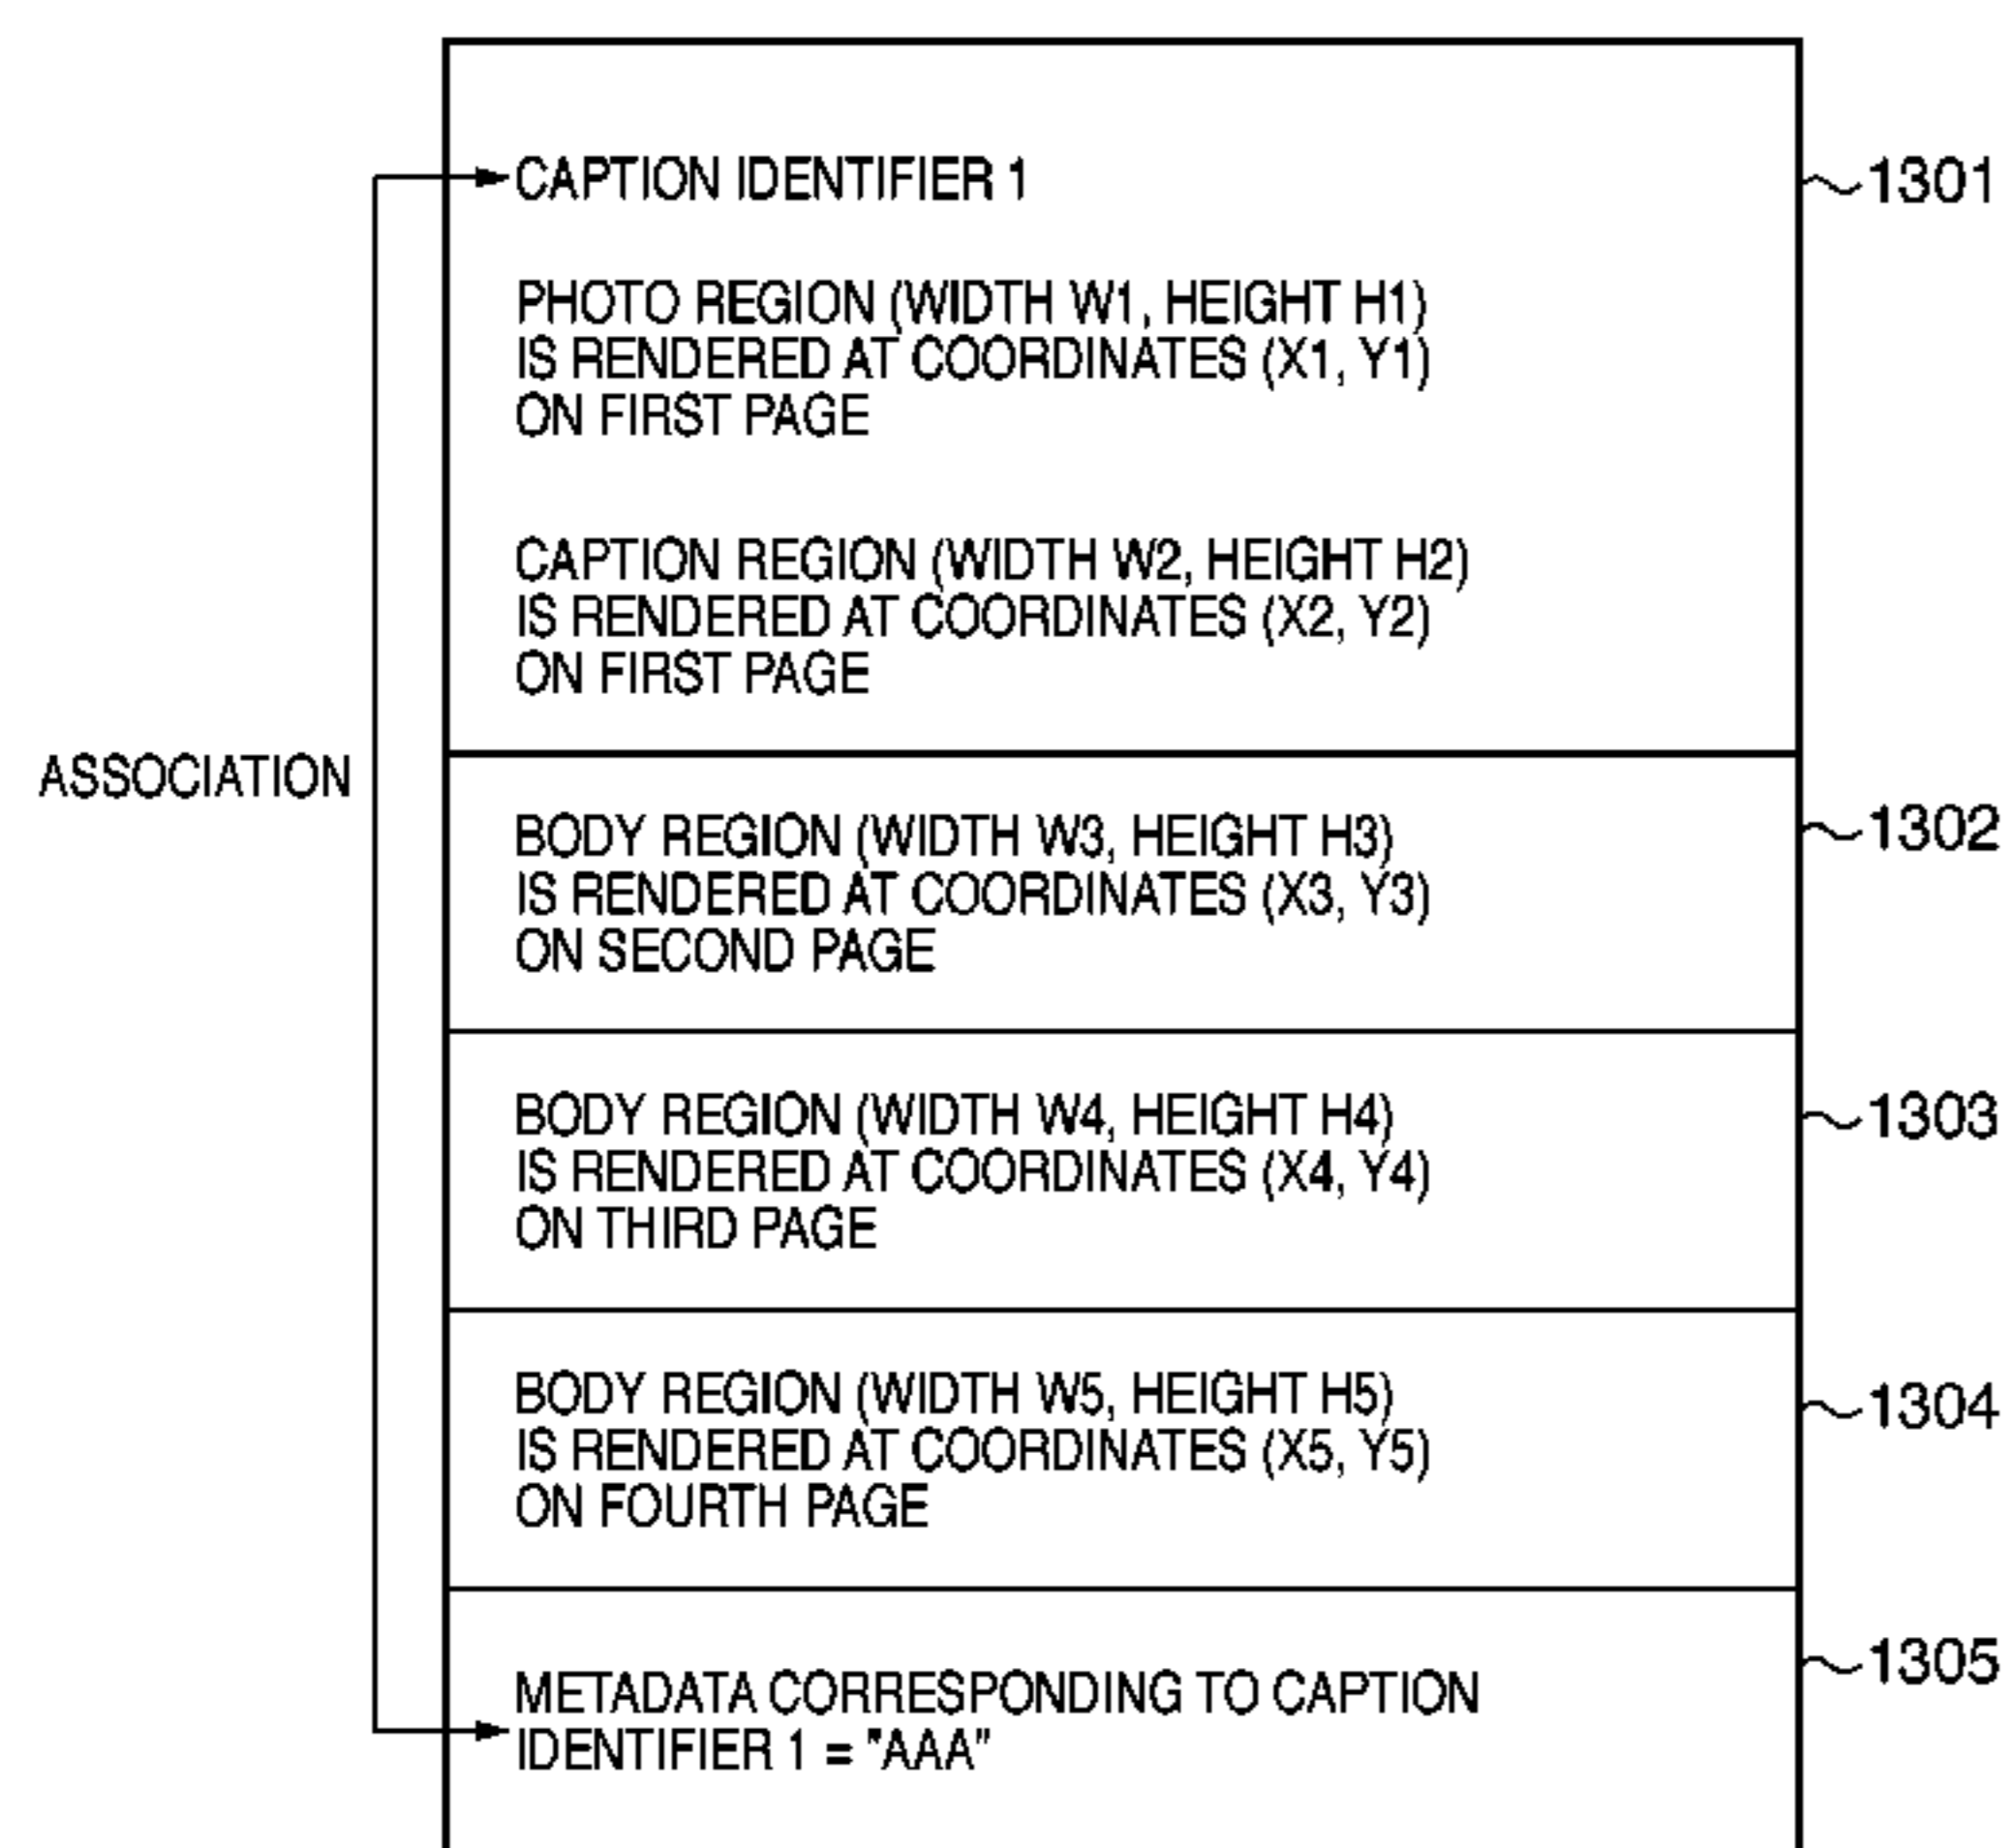 CAPTION IDENTIFIER 1
1301
PHOTO REGION (WIDTH W1, HEIGHT H1)
IS RENDERED AT COORDINATES (X1, Y1)
ON FIRST PAGE
CAPTION REGION (WIDTH W2, HEIGHT H2)
IS RENDERED AT COORDINATES (X2, Y2)
ON FIRST PAGE
ASSOCIATION
BODY REGION (WIDTH W3, HEIGHT H3)
IS RENDERED AT COORDINATES (X3, Y3)
ON SECOND PAGE
1302
BODY REGION (WIDTH W4, HEIGHT H4)
IS RENDERED AT COORDINATES (X4, Y4)
ON THIRD PAGE
1303
BODY REGION (WIDTH W5, HEIGHT H5)
IS RENDERED AT COORDINATES (X5, Y5)
ON FOURTH PAGE
1304
METADATA CORRESPONDING TO CAPTION
IDENTIFIER 1 = "AAA"
1305